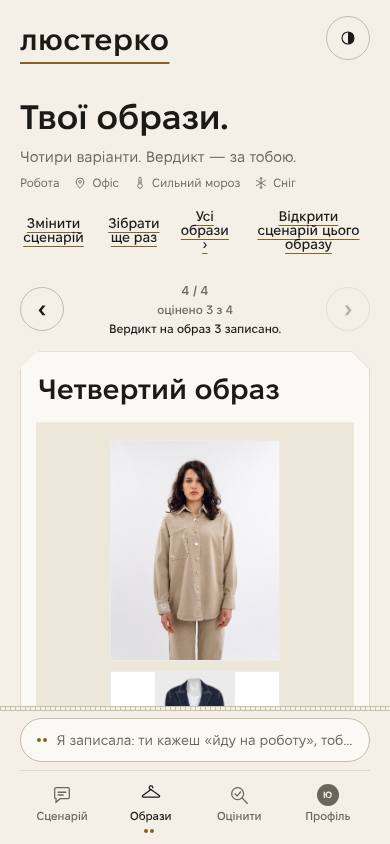 люстерко
Твої образи.
Чотири варіанти. Вердикт — за тобою.
Робота Офіс Сильний мороз Сніг
Змінити
сценарій
Зібрати
ще раз
Усі
образи
›
Відкрити
сценарій цього
образу
‹
4 / 4
оцінено 3 з 4
Вердикт на образ 3 записано.
›
Четвертий образ
Я записала: ти кажеш «йду на роботу», тоб…
Сценарій
Образи
Оцінити
Ю
Профіль